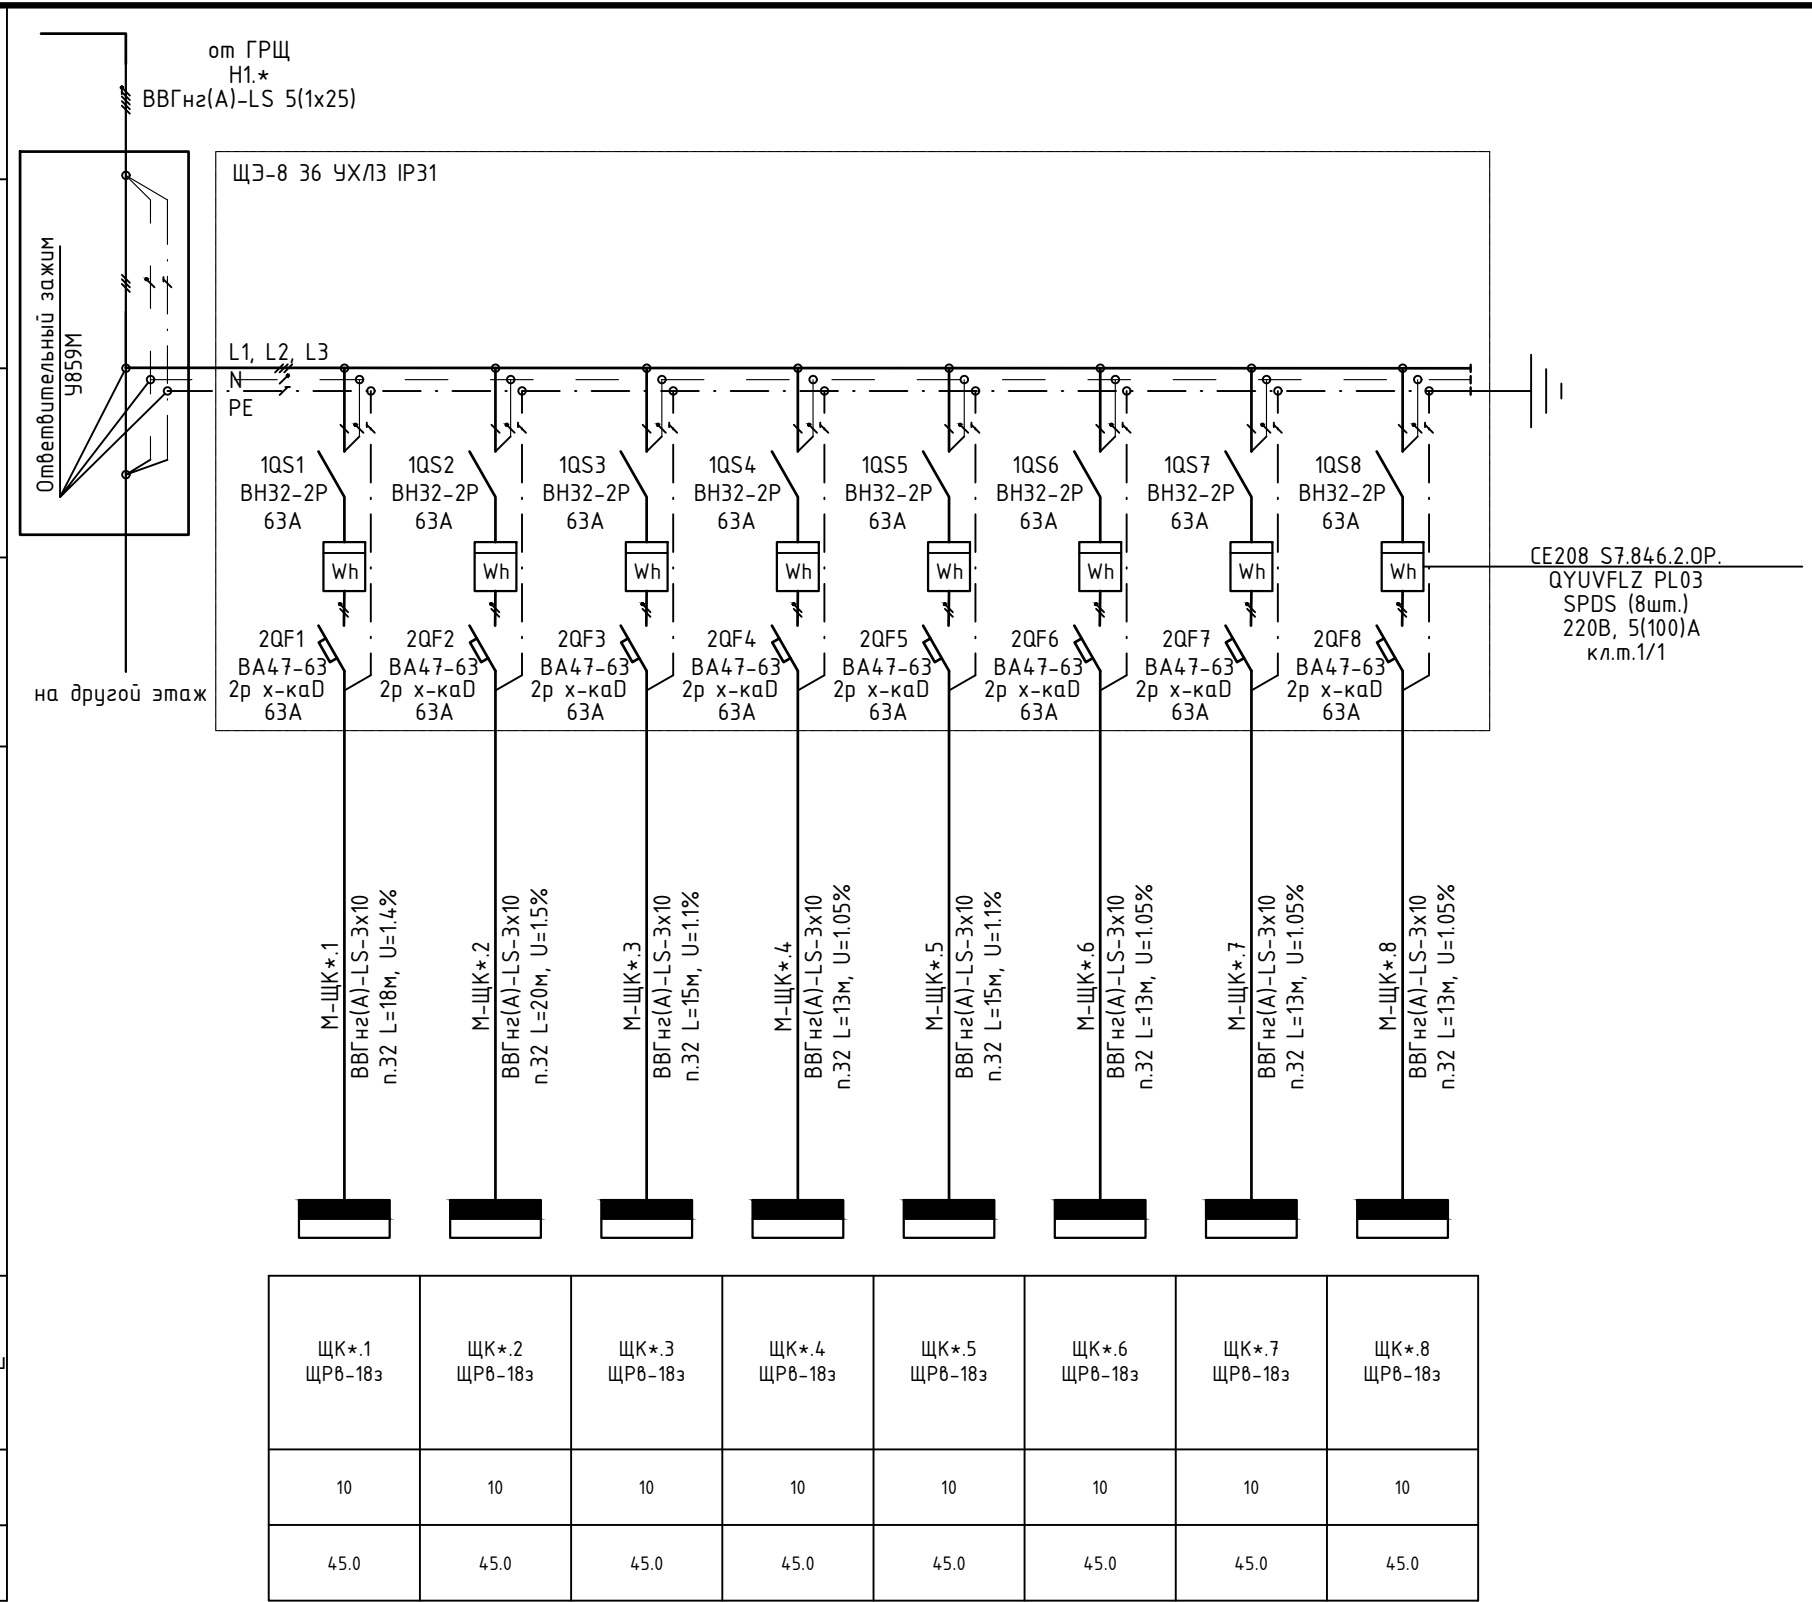 от ГРЩ
Н1.*
ВВГнг(А)-LS 5(1х25)
ЩЭ-8 36 УХЛ3 IP31
Ответвительный зажим
У859М
L1, L2, L3
N
PE
1QS1
ВН32-2Р
63А
1QS2
ВН32-2Р
63А
1QS3
ВН32-2Р
63А
1QS4
ВН32-2Р
63А
1QS5
ВН32-2Р
63А
1QS6
ВН32-2Р
63А
1QS7
ВН32-2Р
63А
1QS8
ВН32-2Р
63А
Wh
Wh
Wh
Wh
Wh
Wh
Wh
Wh
CE208 S7.846.2.OP.
QYUVFLZ PL03
SPDS (8шт.)
220В, 5(100)А
кл.т.1/1
2QF1
ВА47-63
2р х-каD
63А
2QF2
ВА47-63
2р х-каD
63А
2QF3
ВА47-63
2р х-каD
63А
2QF4
ВА47-63
2р х-каD
63А
2QF5
ВА47-63
2р х-каD
63А
2QF6
ВА47-63
2р х-каD
63А
2QF7
ВА47-63
2р х-каD
63А
2QF8
ВА47-63
2р х-каD
63А
на другой этаж
М-ЩК*.1
ВВГнг(А)-LS-3х10
п.32 L=18м, U=1.4%
М-ЩК*.2
ВВГнг(А)-LS-3х10
п.32 L=20м, U=1.5%
М-ЩК*.3
ВВГнг(А)-LS-3х10
п.32 L=15м, U=1.1%
М-ЩК*.4
ВВГнг(А)-LS-3х10
п.32 L=13м, U=1.05%
М-ЩК*.5
ВВГнг(А)-LS-3х10
п.32 L=15м, U=1.1%
М-ЩК*.6
ВВГнг(А)-LS-3х10
п.32 L=13м, U=1.05%
М-ЩК*.7
ВВГнг(А)-LS-3х10
п.32 L=13м, U=1.05%
М-ЩК*.8
ВВГнг(А)-LS-3х10
п.32 L=13м, U=1.05%
ЩК*.1
ЩРв-18з
ЩК*.2
ЩРв-18з
ЩК*.3
ЩРв-18з
ЩК*.4
ЩРв-18з
ЩК*.5
ЩРв-18з
ЩК*.6
ЩРв-18з
ЩК*.7
ЩРв-18з
ЩК*.8
ЩРв-18з
10 10 10 10 10 10 10 10
45.0 45.0 45.0 45.0 45.0 45.0 45.0 45.0